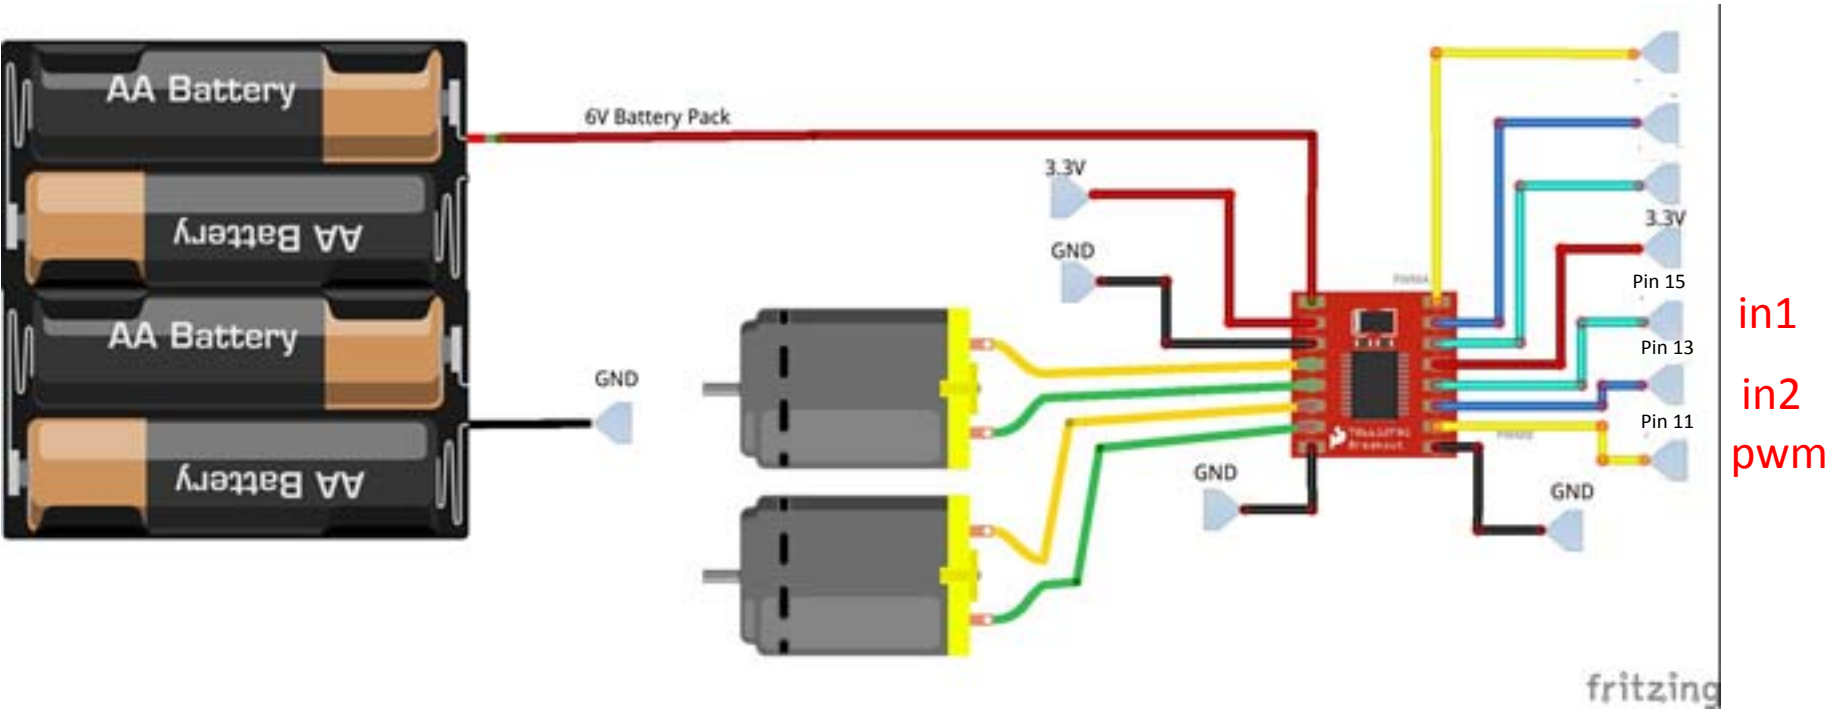 AA Battery
AA Battery
AA Battery
AA Battery
6V Battery Pack
GND
3.3V
GND
PWMA
3.3V
Pin 15
in1
Pin 13
in2
Pin 11
pwm
GND
GND
fritzing